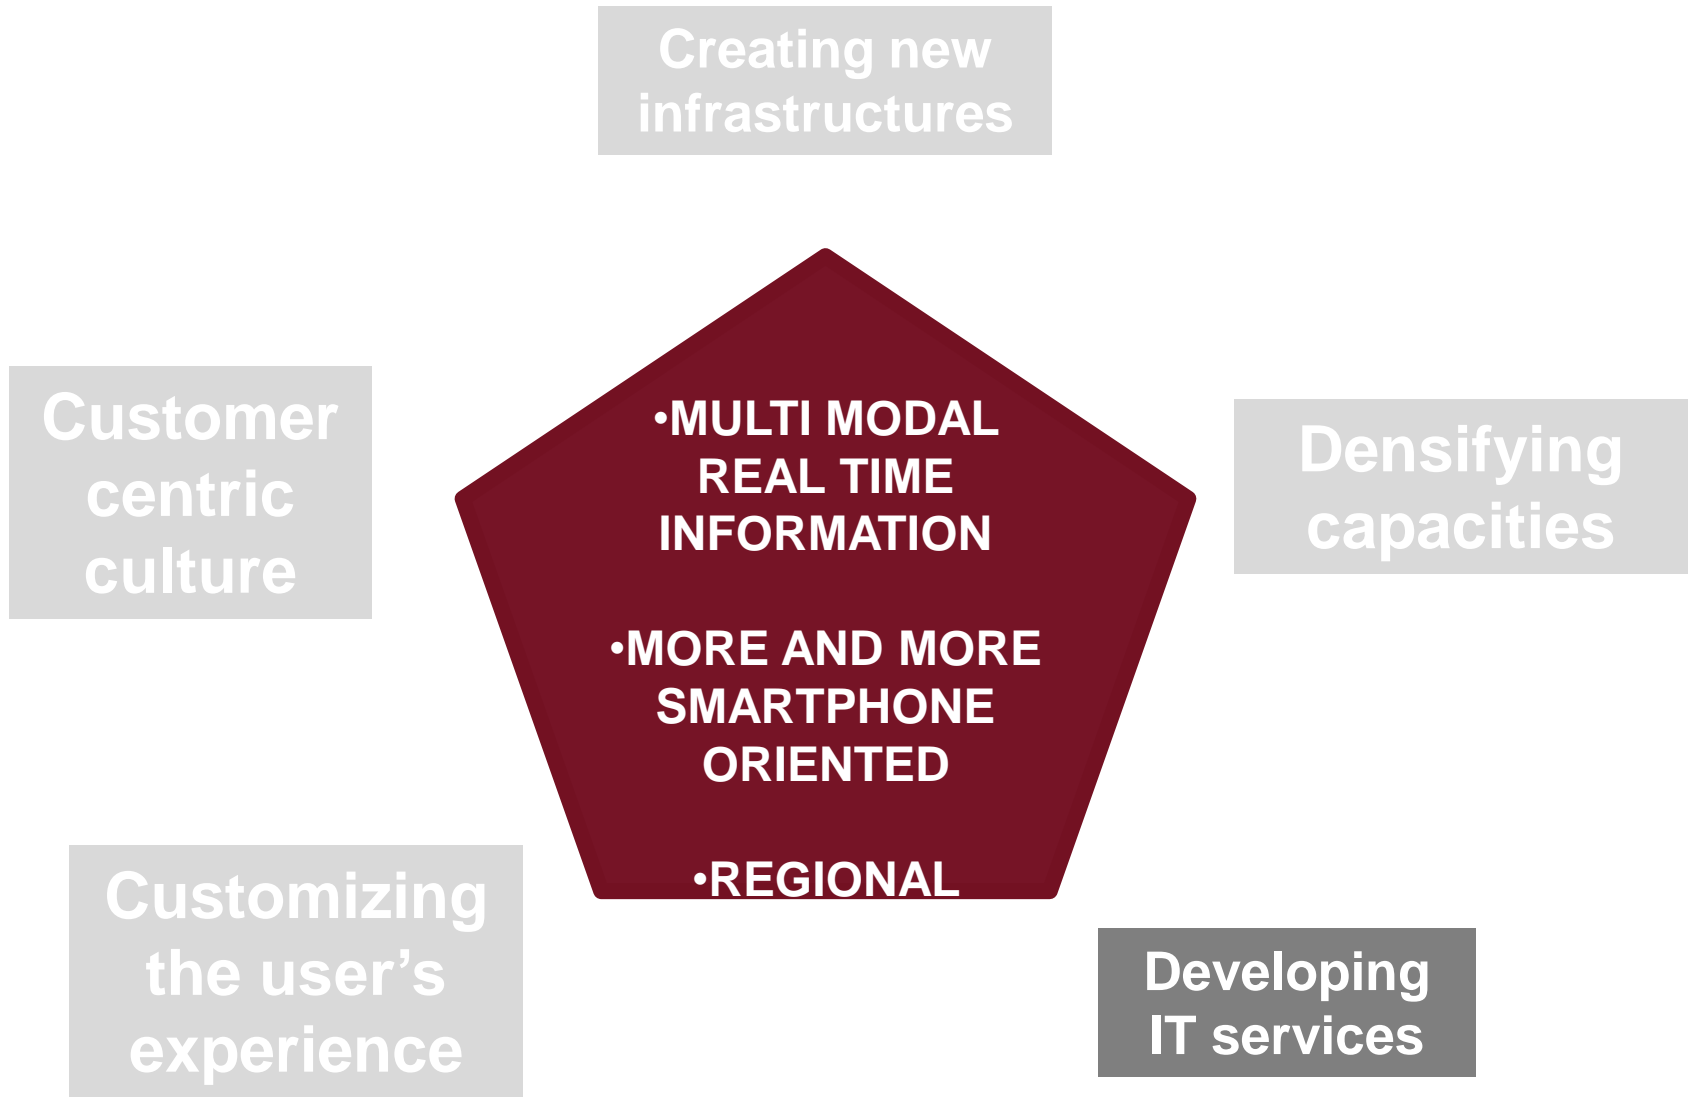 Creating new
infrastructures
Customer
centric
culture
•MULTI MODAL
REAL TIME
INFORMATION
•MORE AND MORE
SMARTPHONE
ORIENTED
•REGIONAL
Densifying
capacities
Customizing
the user’s
experience
Developing
IT services